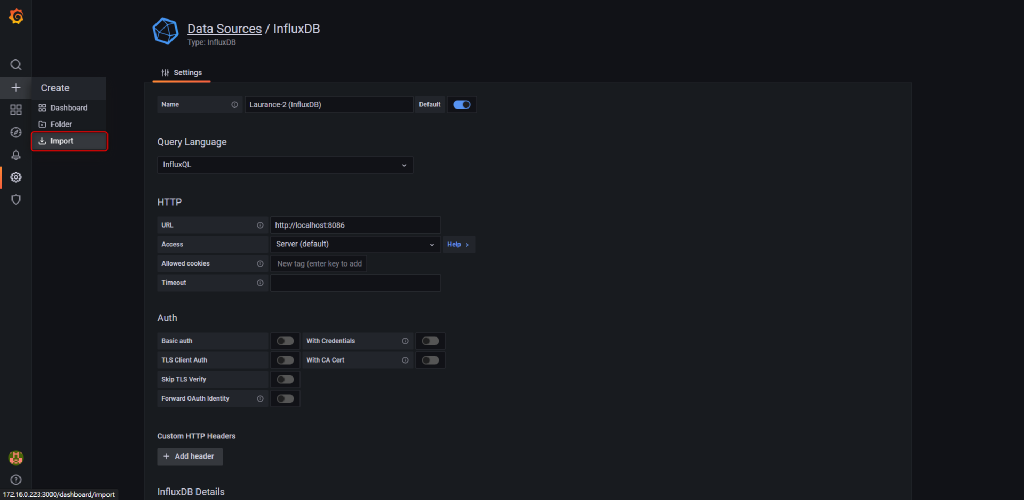 Data Sources / InfluxDB
Type: InfluxDB
Settings
Create
Dashboard
Folder
Import
Name
Laurance-2 (InfluxDB)
Default
Query Language
InfluxQL
HTTP
URL
http://localhost:8086
Access
Server (default)
Help >
Allowed cookies
New tag (enter key to add
Timeout
Auth
Basic auth
With Credentials
TLS Client Auth
With CA Cert
Skip TLS Verify
Forward OAuth Identity
Custom HTTP Headers
+ Add header
InfluxDB Details
172.16.0.223:3000/dashboard/import